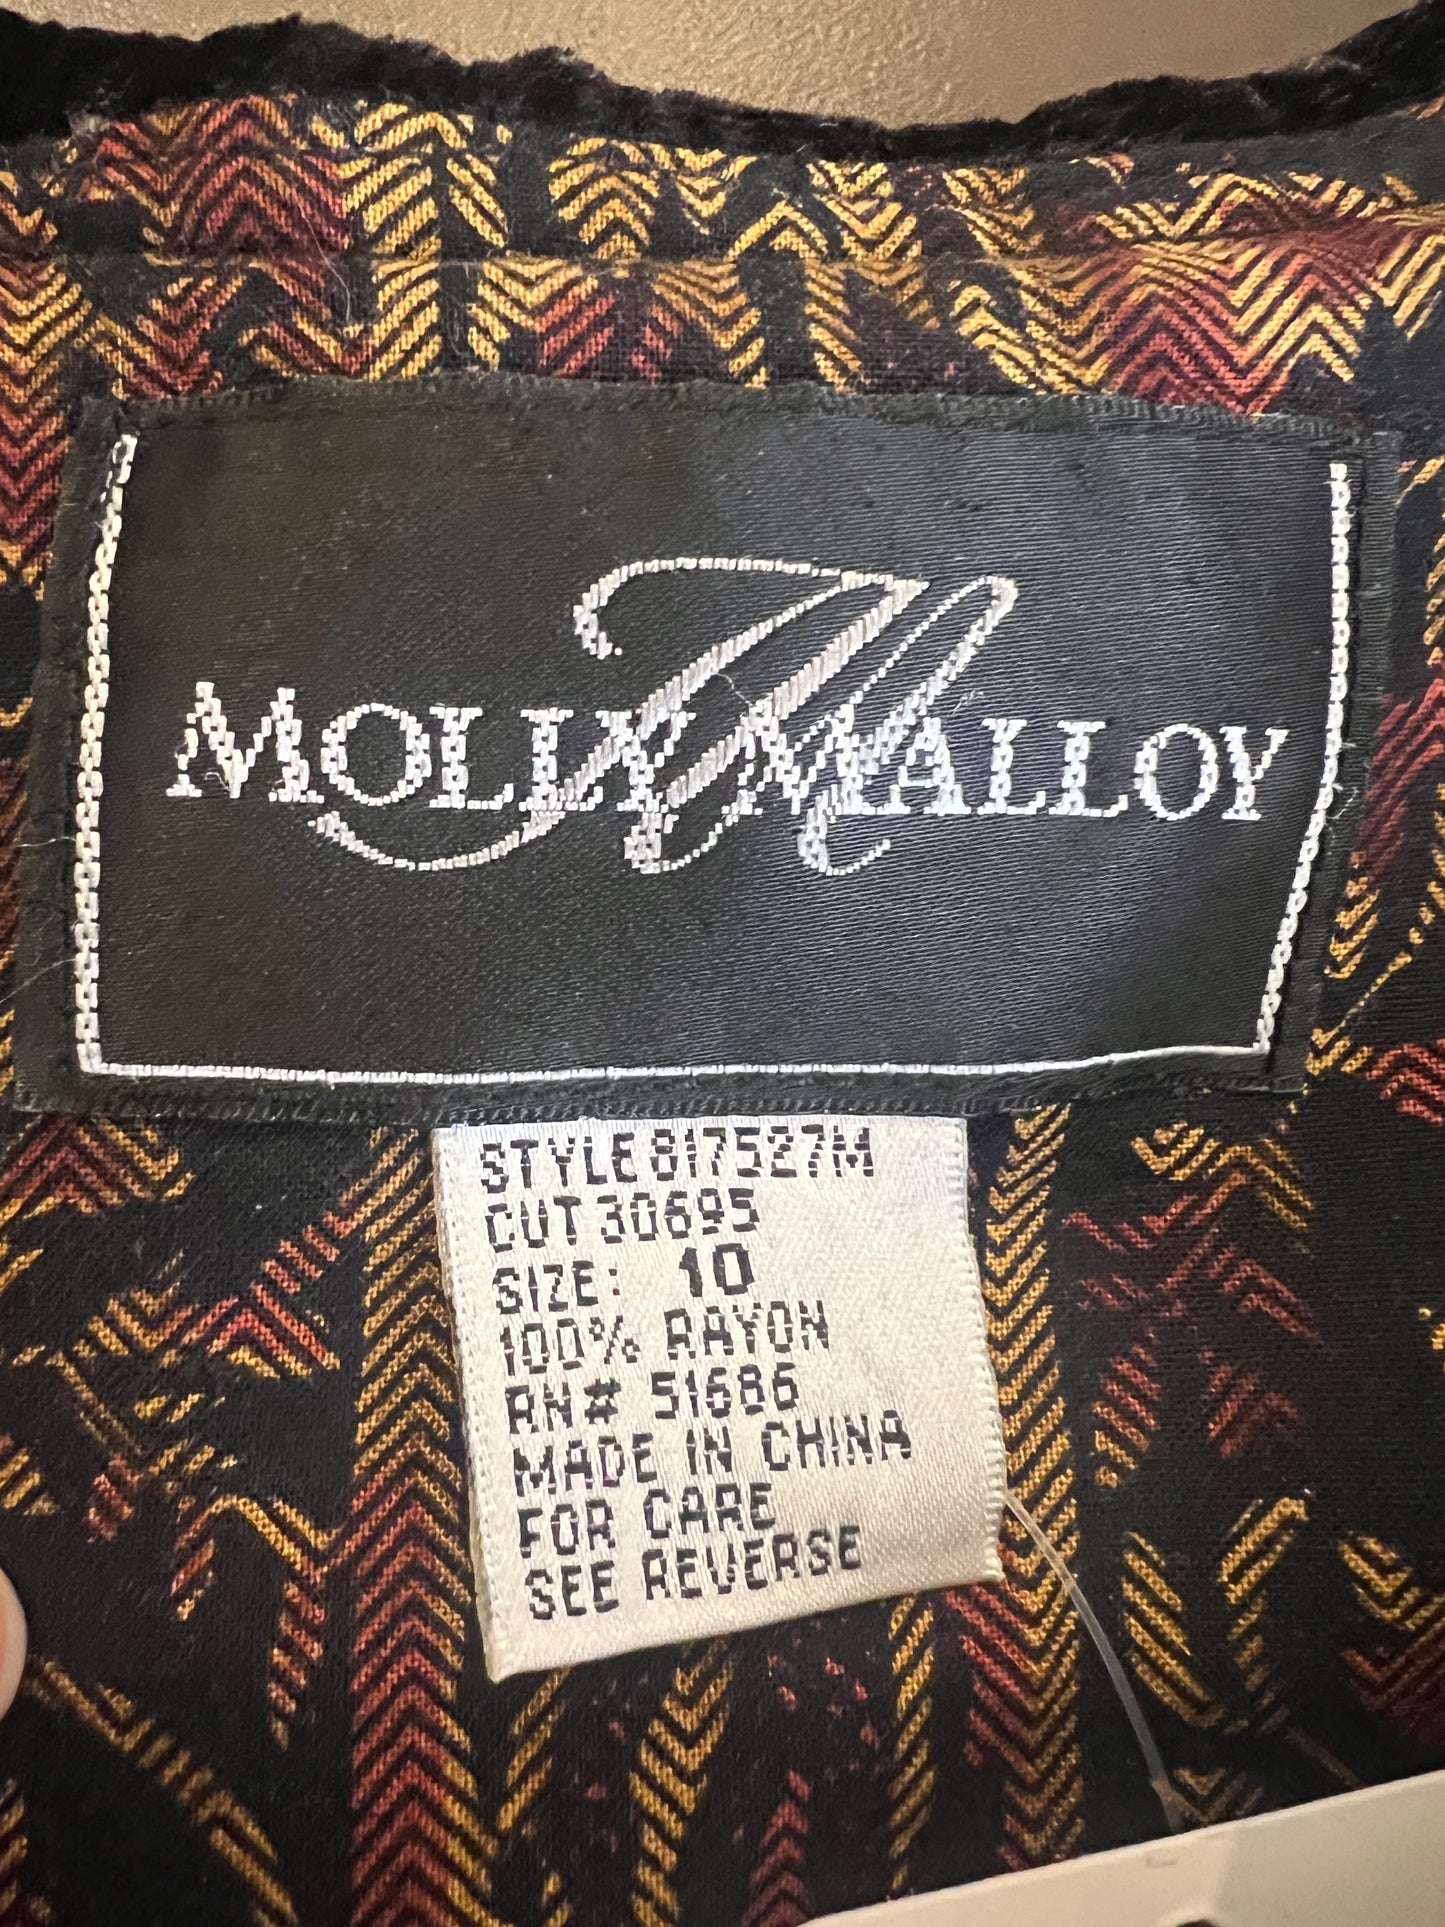 MOLLY MALLOY
STYLE 817527M
CUT 30695
SIZE: 10
100% RAYON
RN# 51686
MADE IN CHINA
FOR CARE
SEE REVERSE